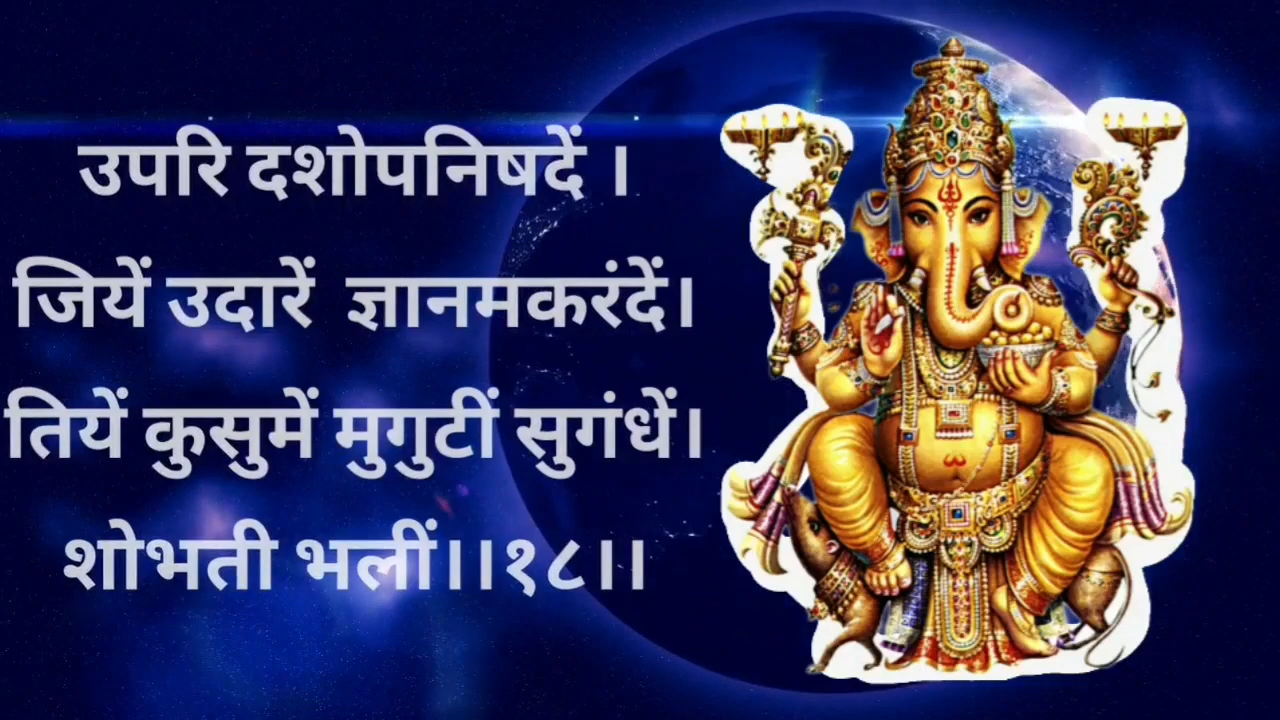 उपरि दशोपनिषदें ।
जियें उदारें ज्ञानमकरंदें।
तियें कुसुमें मुगुटीं सुगंधें।
शोभती भलीं।।१८।।